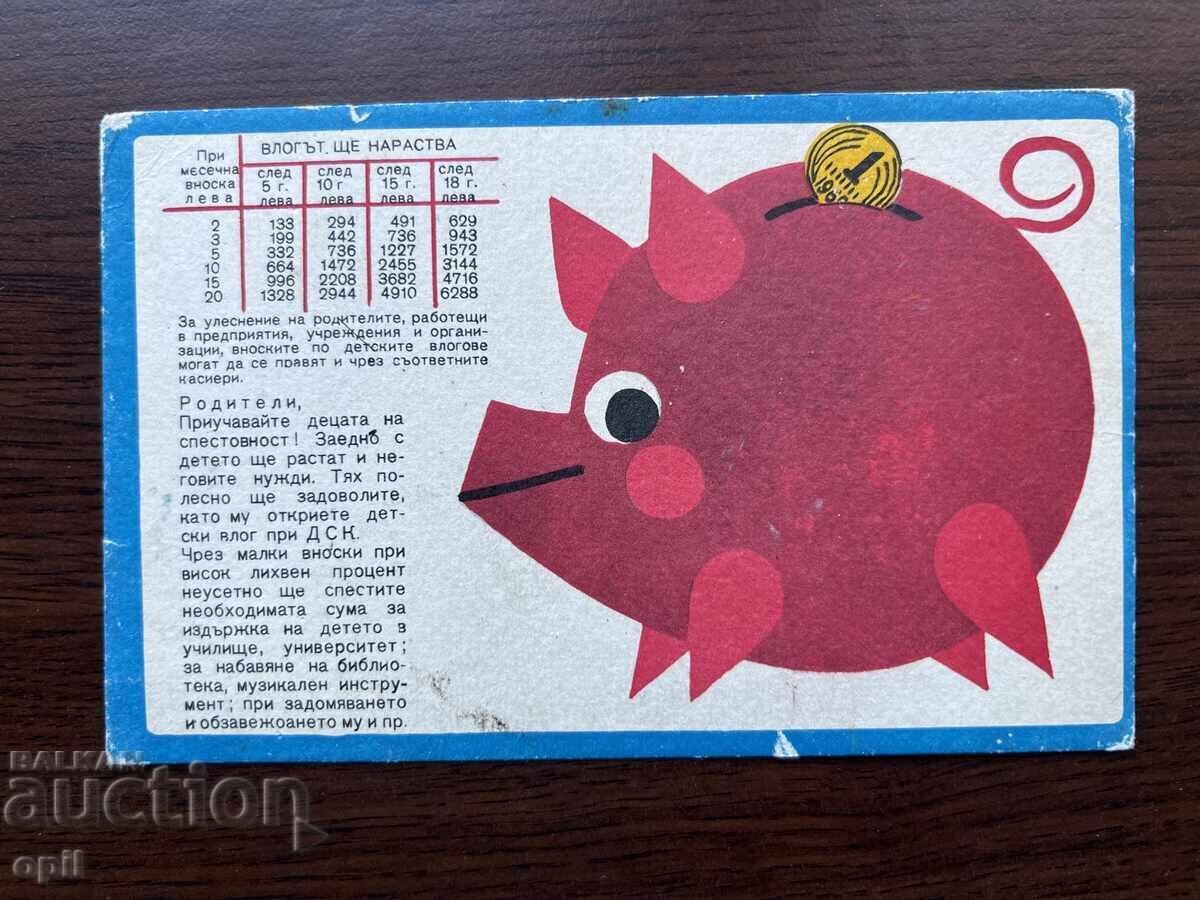 При
месечна
вноска
лева
ВЛОГЪТ ЩЕ НАРАСТВА
след след след след
5 г. 10 г 15 г. 18 г.
лева лева лева лева
2 133 294 491 629
3 199 442 736 943
5 332 736 1227 1572
10 664 1472 2455 3144
15 996 2208 3682 4716
20 1328 2944 4910 6288
За улеснение на родителите, работещи
в предприятия, учреждения и органи-
зации, вноските по детските влогове
могат да се правят и чрез съответните
касиери.
Родители,
Приучавайте децата на
спестовност! Заедно с
детето ще растат и не-
говите нужди. Тях по-
лесно ще задоволите,
като му откриете дет-
ски влог при ДСК.
Чрез малки вноски при
висок лихвен процент
неусетно ще спестите
необходимата сума за
издържка на детето в
училище, университет;
за набавяне на библио-
тека, музикален инстру-
мент; при задомяването
и обзавежоането му и пр.
1
BALKAN
auction
opil